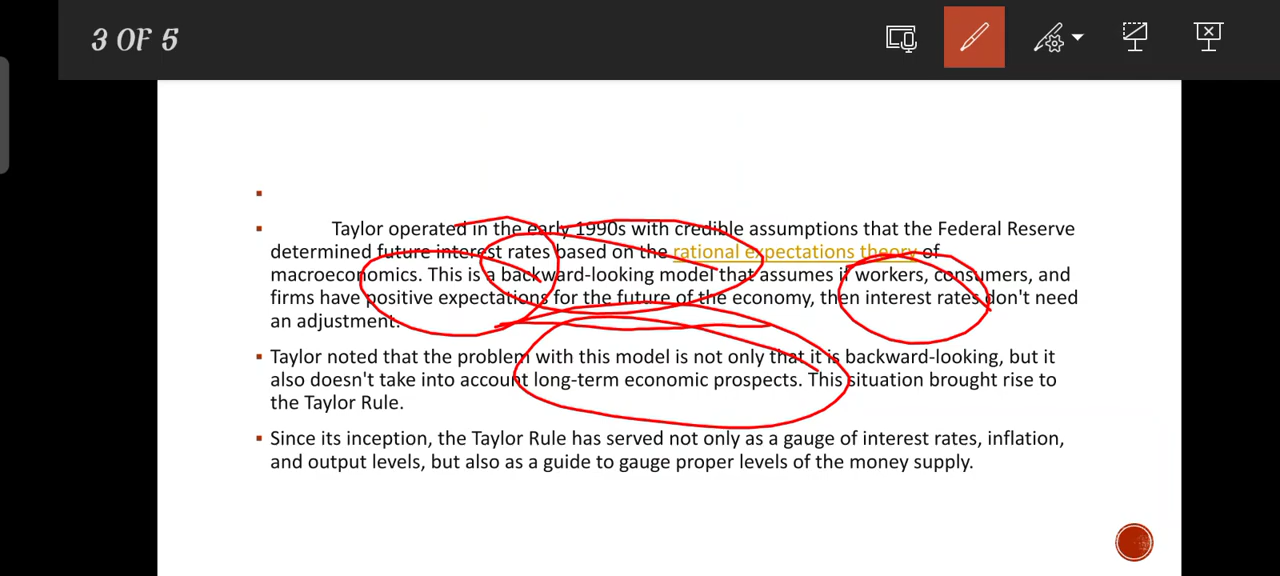 3 OF 5
Taylor operated in the early 1990s with credible assumptions that the Federal Reserve
determined future interest rates based on the rational expectations theory of
macroeconomics. This is a backward-looking model that assumes if workers, consumers, and
firms have positive expectations for the future of the economy, then interest rates don't need
an adjustment.
Taylor noted that the problem with this model is not only that it is backward-looking, but it
also doesn't take into account long-term economic prospects. This situation brought rise to
the Taylor Rule.
Since its inception, the Taylor Rule has served not only as a gauge of interest rates, inflation,
and output levels, but also as a guide to gauge proper levels of the money supply.